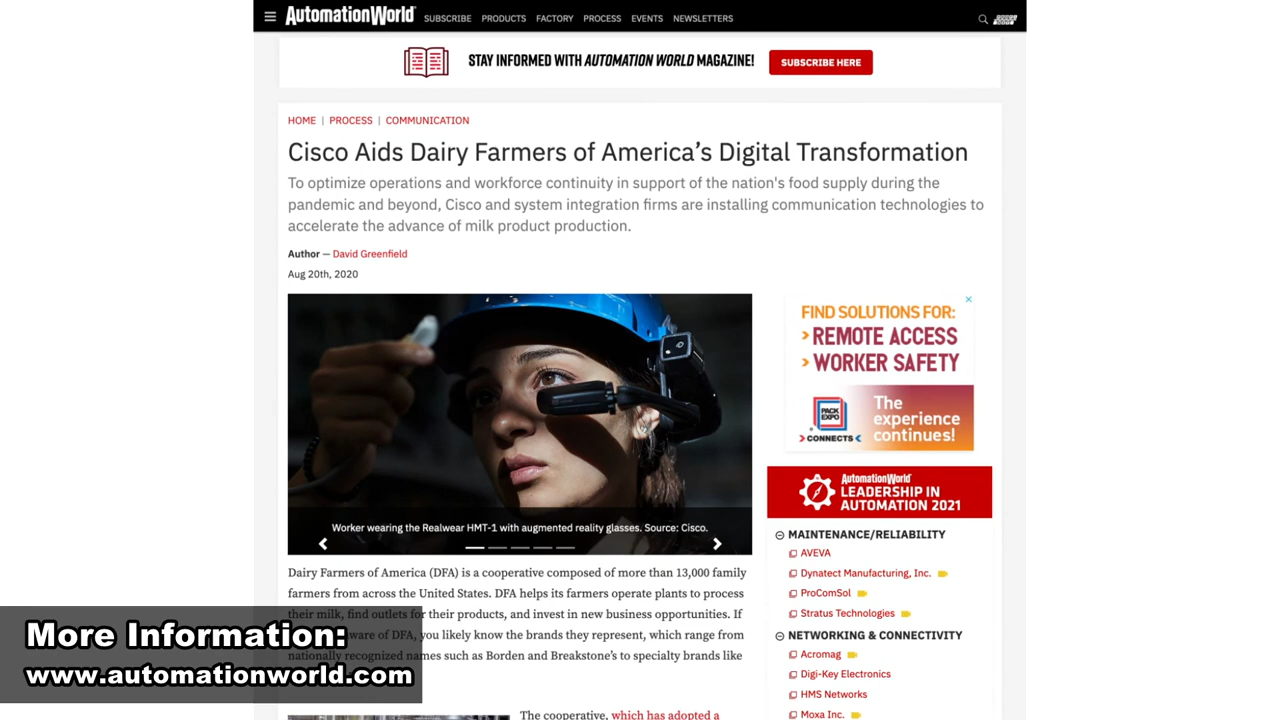 AutomationWorld
SUBSCRIBE PRODUCTS FACTORY PROCESS EVENTS NEWSLETTERS
STAY INFORMED WITH AUTOMATION WORLD MAGAZINE!
SUBSCRIBE HERE
HOME | PROCESS | COMMUNICATION
Cisco Aids Dairy Farmers of America's Digital Transformation
To optimize operations and workforce continuity in support of the nation's food supply during the
pandemic and beyond, Cisco and system integration firms are installing communication technologies to
accelerate the advance of milk product production.
Author — David Greenfield
Aug 20th, 2020
Worker wearing the Realwear HMT-1 with augmented reality glasses. Source: Cisco.
Dairy Farmers of America (DFA) is a cooperative composed of more than 13,000 family
farmers from across the United States. DFA helps its farmers operate plants to process
their milk, find outlets for their products, and invest in new business opportunities. If
ware of DFA, you likely know the brands they represent, which range from
nationally recognized names such as Borden and Breakstone's to specialty brands like
The cooperative, which has adopted a
FIND SOLUTIONS FOR:
> REMOTE ACCESS
> WORKER SAFETY
PACK
EXPO
CONNECTS
The
experience
continues!
AutomationWorld
LEADERSHIP IN
AUTOMATION 2021
MAINTENANCE/RELIABILITY
AVEVA
Dynatect Manufacturing, Inc.
ProComSol
Stratus Technologies
NETWORKING & CONNECTIVITY
Acromag
Digi-Key Electronics
HMS Networks
Moxa Inc.
More Information:
www.automationworld.com